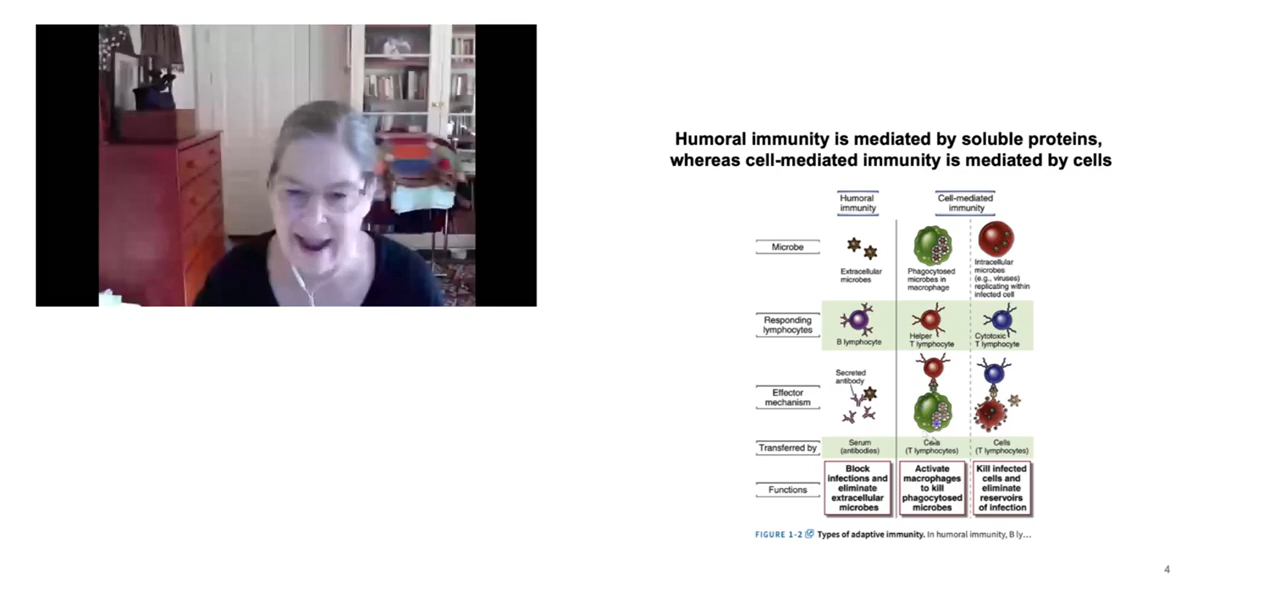 Humoral immunity is mediated by soluble proteins,
whereas cell-mediated immunity is mediated by cells
Humoral
immunity
Cell-mediated
immunity
Microbe
Extracellular
microbes
Phagocytosed
microbes in
macrophage
Intracellular
microbes
(e.g., viruses)
replicating within
infected cell
Responding
lymphocytes
B lymphocyte
Helper
T lymphocyte
Cytotoxic
T lymphocyte
Effector
mechanism
Secreted
antibody
Transferred by
Serum
(antibodies)
Cells
(T lymphocytes)
Cells
(T lymphocytes)
Functions
Block
infections and
eliminate
extracellular
microbes
Activate
macrophages
to kill
phagocytosed
microbes
Kill infected
cells and
eliminate
reservoirs
of infection
FIGURE 1-2 Types of adaptive immunity. In humoral immunity, B ly...
4